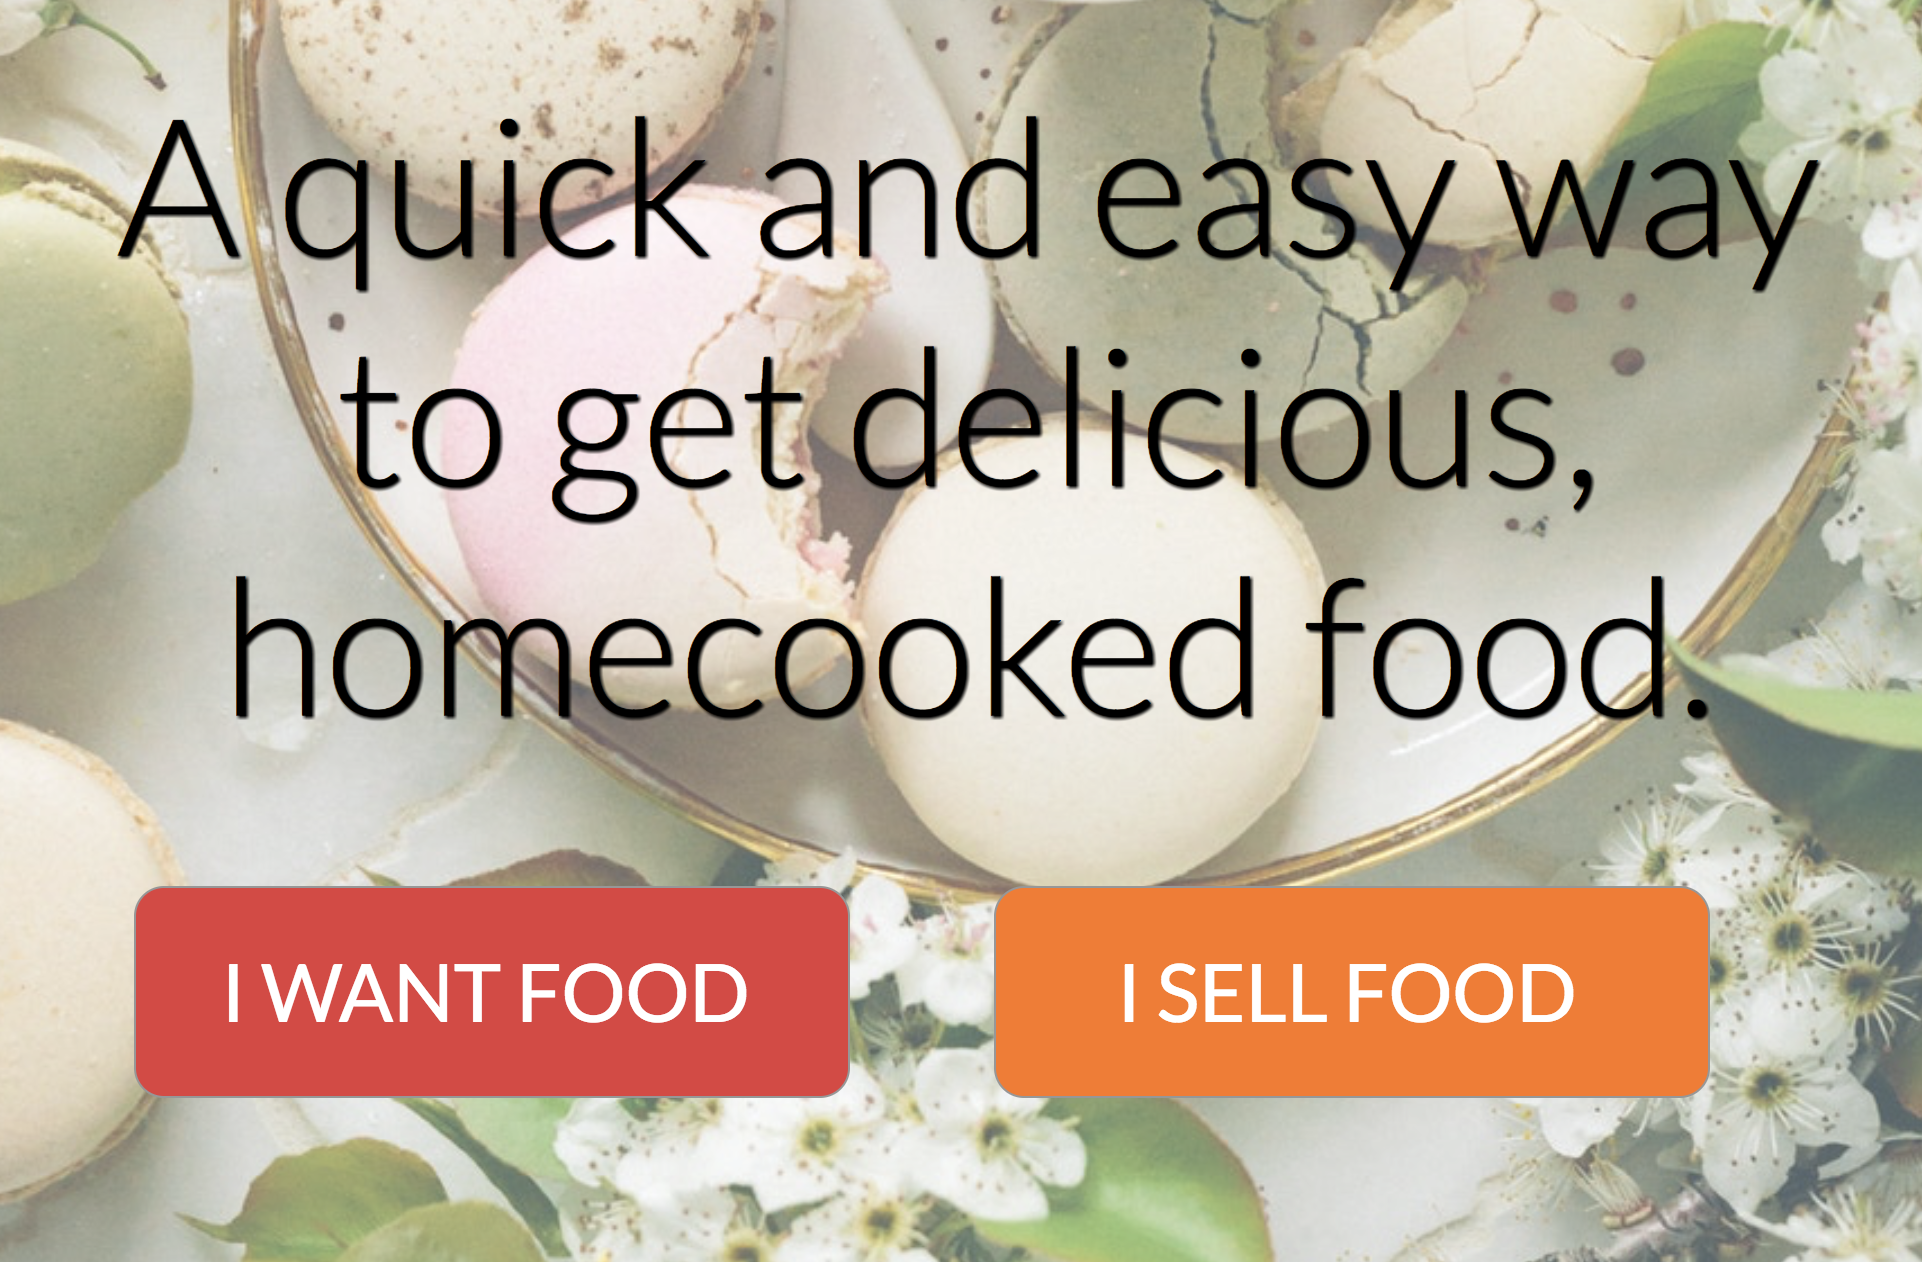 A quick and easy way
to get delicious,
homecooked food.
I WANT FOOD
I SELL FOOD